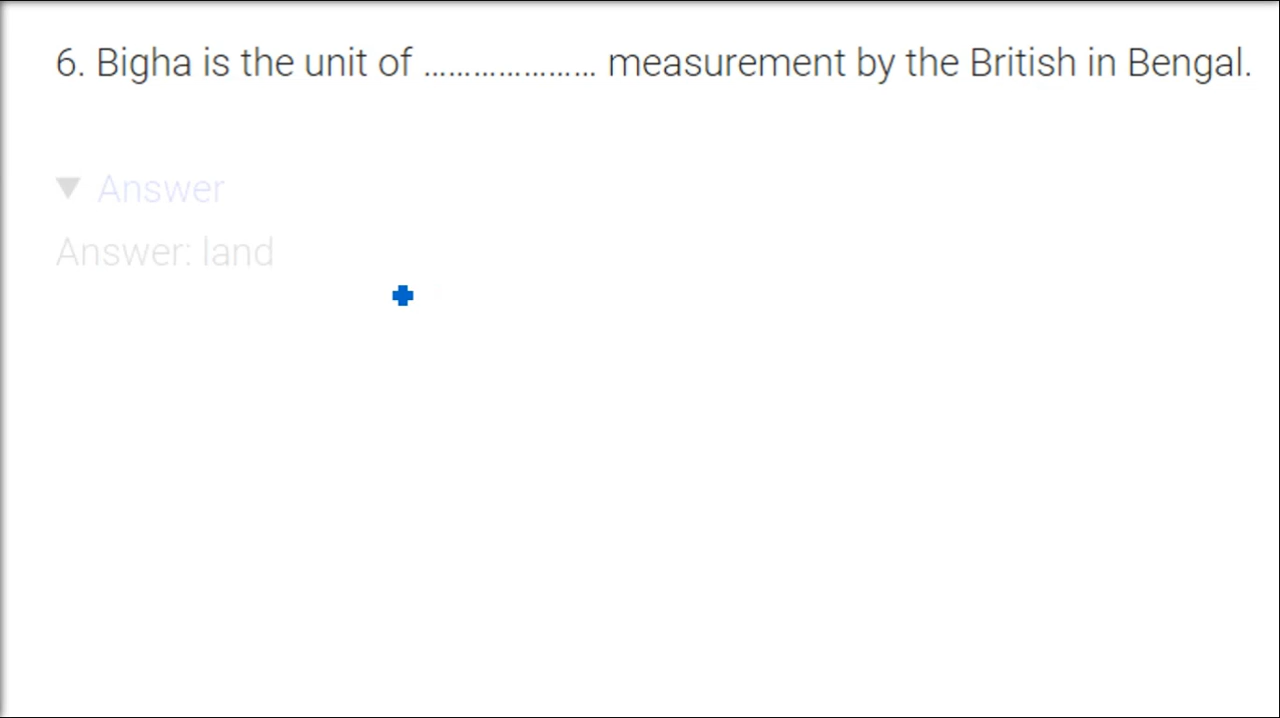 6. Bigha is the unit of ..................... measurement by the British in Bengal.
▼ Answer
Answer: land